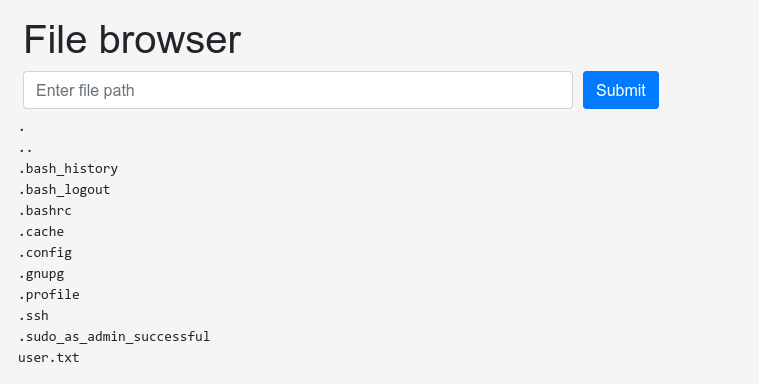 File browser
Enter file path
Submit
.
..
.bash_history
.bash_logout
.bashrc
.cache
.config
.gnupg
.profile
.ssh
.sudo_as_admin_successful
user.txt